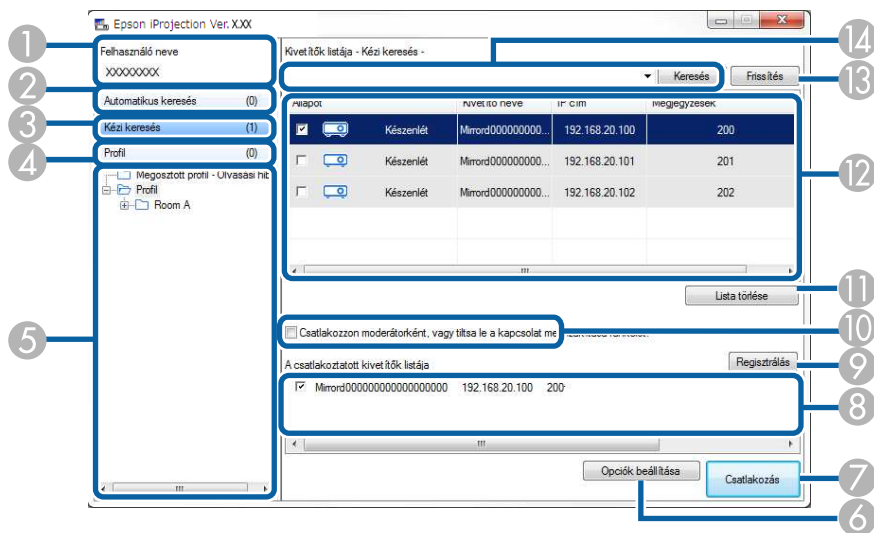 Epson iProjection Ver. X.XX
1
Felhasználó neve
XXXXXXXX
2
Automatikus keresés (0)
3
Kézi keresés (1)
4
Profil (0)
5
Megosztott profil - Olvasási hib
Profil
Room A
Kivetítők listája - Kézi keresés -
14
Keresés
Frissítés
13
Állapot Kivetítő neve IP cím Megjegyzések
Készenlét Mirrord000000000... 192.168.20.100 200
Készenlét Mirrord000000000... 192.168.20.101 201
12
Készenlét Mirrord000000000... 192.168.20.102 202
Lista törlése
11
Csatlakozzon moderátorként, vagy tiltsa le a kapcsolat me
10
A csatlakoztatott kivetítők listája
Regisztrálás
9
Mirrord000000000000000000 192.168.20.100 200
8
Opciók beállítása
Csatlakozás
7
6